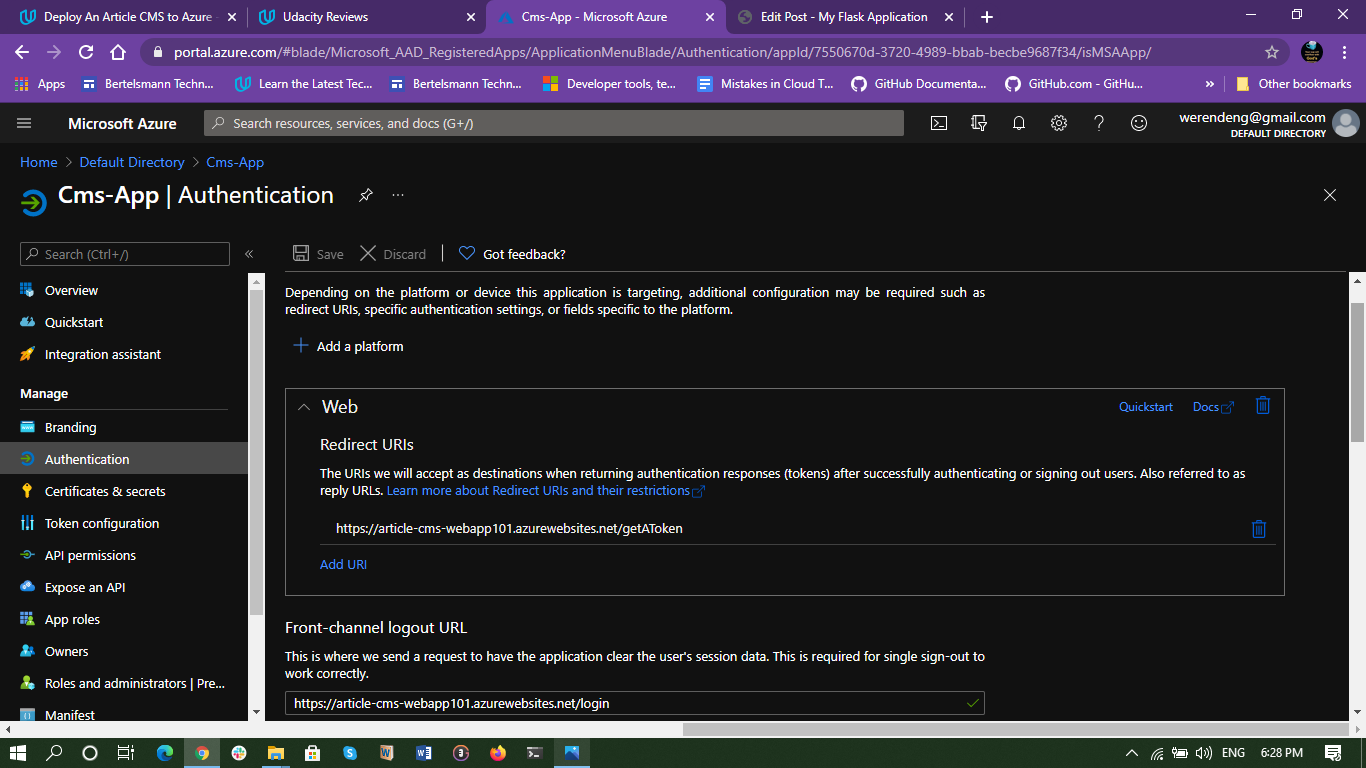 Deploy An Article CMS to Azure
Udacity Reviews
Cms-App - Microsoft Azure
Edit Post - My Flask Application
portal.azure.com/#blade/Microsoft_AAD_RegisteredApps/ApplicationMenuBlade/Authentication/appId/7550670d-3720-4989-bbab-becbe9687f34/isMSAApp/
Apps
Bertelsmann Techn...
Learn the Latest Tec...
Bertelsmann Techn...
Developer tools, te...
Mistakes in Cloud T...
GitHub Documenta...
GitHub.com - GitHu...
»
Other bookmarks
Microsoft Azure
Search resources, services, and docs (G+/)
werendeng@gmail.com
DEFAULT DIRECTORY
Home > Default Directory > Cms-App
Cms-App | Authentication
...
Search (Ctrl+/)
«
Save
Discard
Got feedback?
Overview
Quickstart
Integration assistant
Manage
Branding
Authentication
Certificates & secrets
Token configuration
API permissions
Expose an API
App roles
Owners
Roles and administrators | Pre...
Manifest
Depending on the platform or device this application is targeting, additional configuration may be required such as
redirect URIs, specific authentication settings, or fields specific to the platform.
+ Add a platform
Web
Quickstart
Docs
Redirect URIs
The URIs we will accept as destinations when returning authentication responses (tokens) after successfully authenticating or signing out users. Also referred to as
reply URLs. Learn more about Redirect URIs and their restrictions
https://article-cms-webapp101.azurewebsites.net/getAToken
Add URI
Front-channel logout URL
This is where we send a request to have the application clear the user's session data. This is required for single sign-out to
work correctly.
https://article-cms-webapp101.azurewebsites.net/login
ENG
6:28 PM